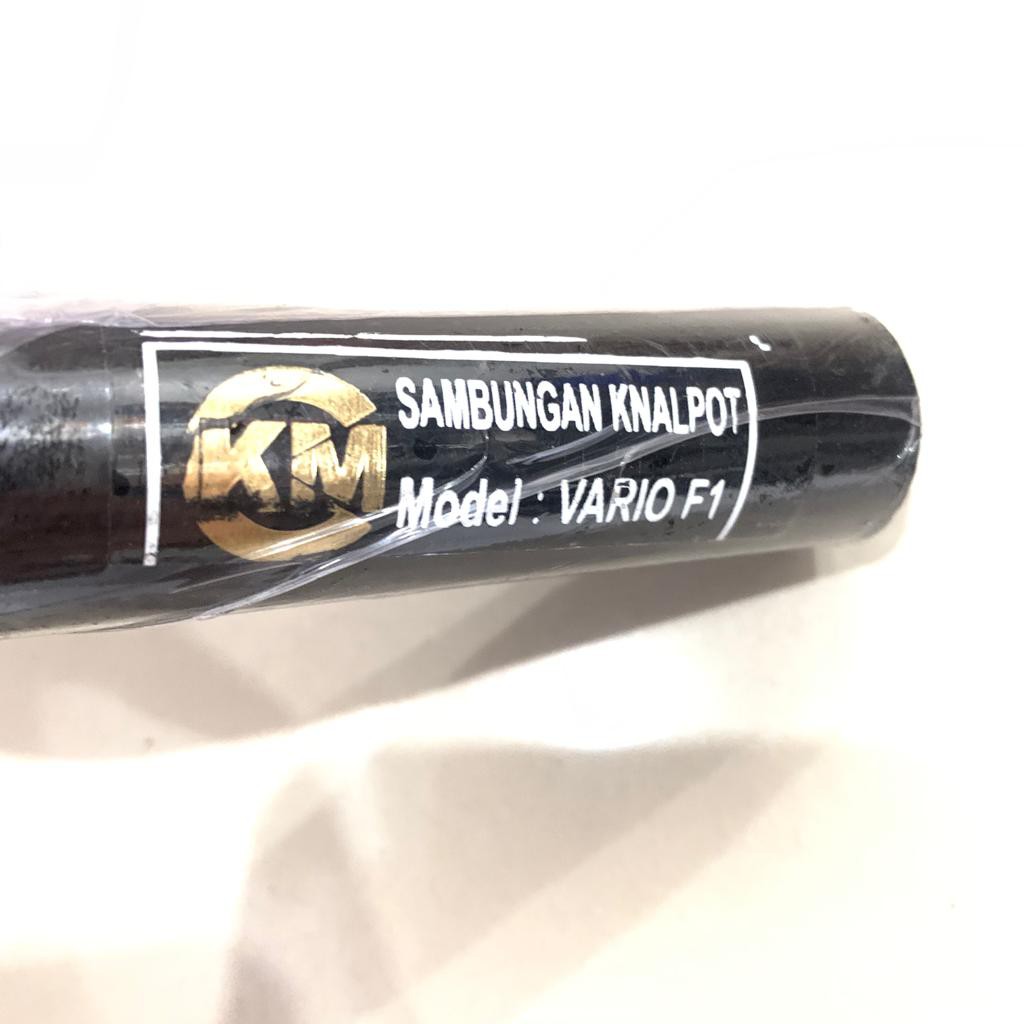 KM
SAMBUNGAN KNALPOT
Model : VARIO F1